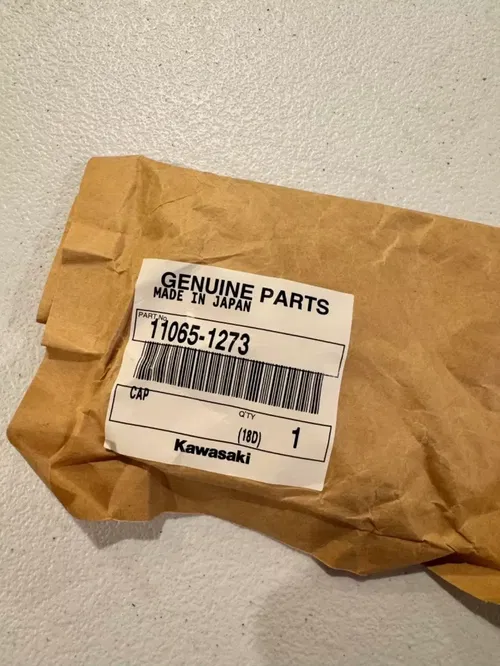 GENUINE PARTS
MADE IN JAPAN
PART No.
11065-1273
CAP
Q'TY
(18D) 1
Kawasaki